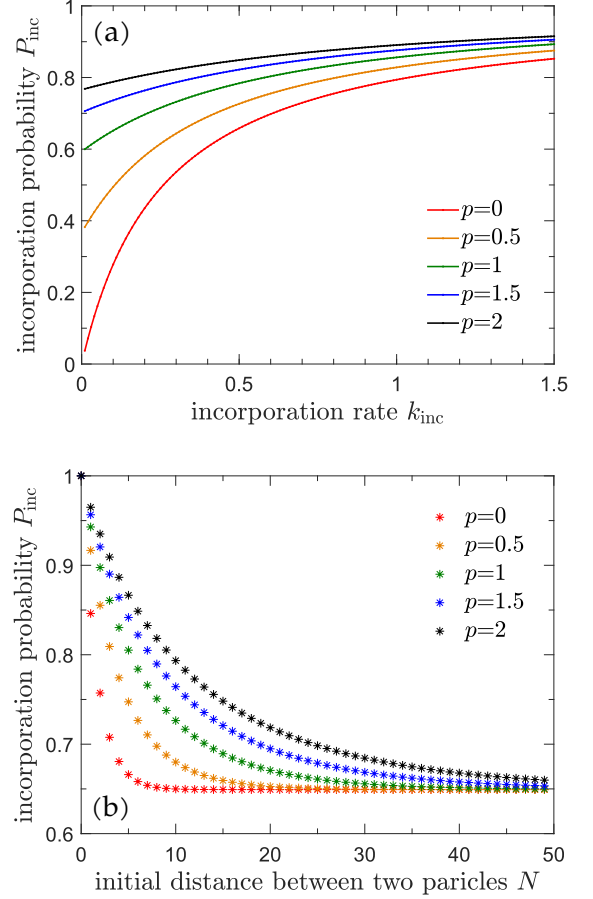 (a)
incorporation probability P_inc
1
0.8
0.6
0.4
0.2
0
p=0
p=0.5
p=1
p=1.5
p=2
0 0.5 1 1.5
incorporation rate k_inc
(b)
incorporation probability P_inc
1
0.9
0.8
0.7
0.6
p=0
p=0.5
p=1
p=1.5
p=2
0 10 20 30 40 50
initial distance between two paricles N